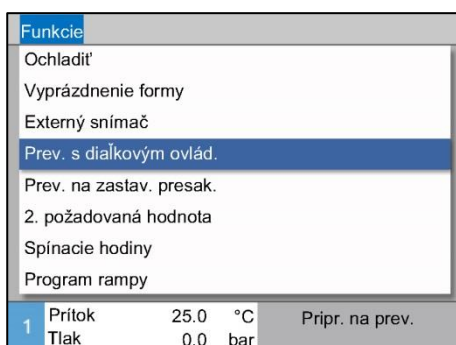 Funkcie
Ochladiť
Vyprázdnenie formy
Externý snímač
Prev. s diaľkovým ovlád.
Prev. na zastav. presak.
2. požadovaná hodnota
Spínacie hodiny
Program rampy
1 Prítok 25.0 °C Pripr. na prev.
Tlak 0.0 bar